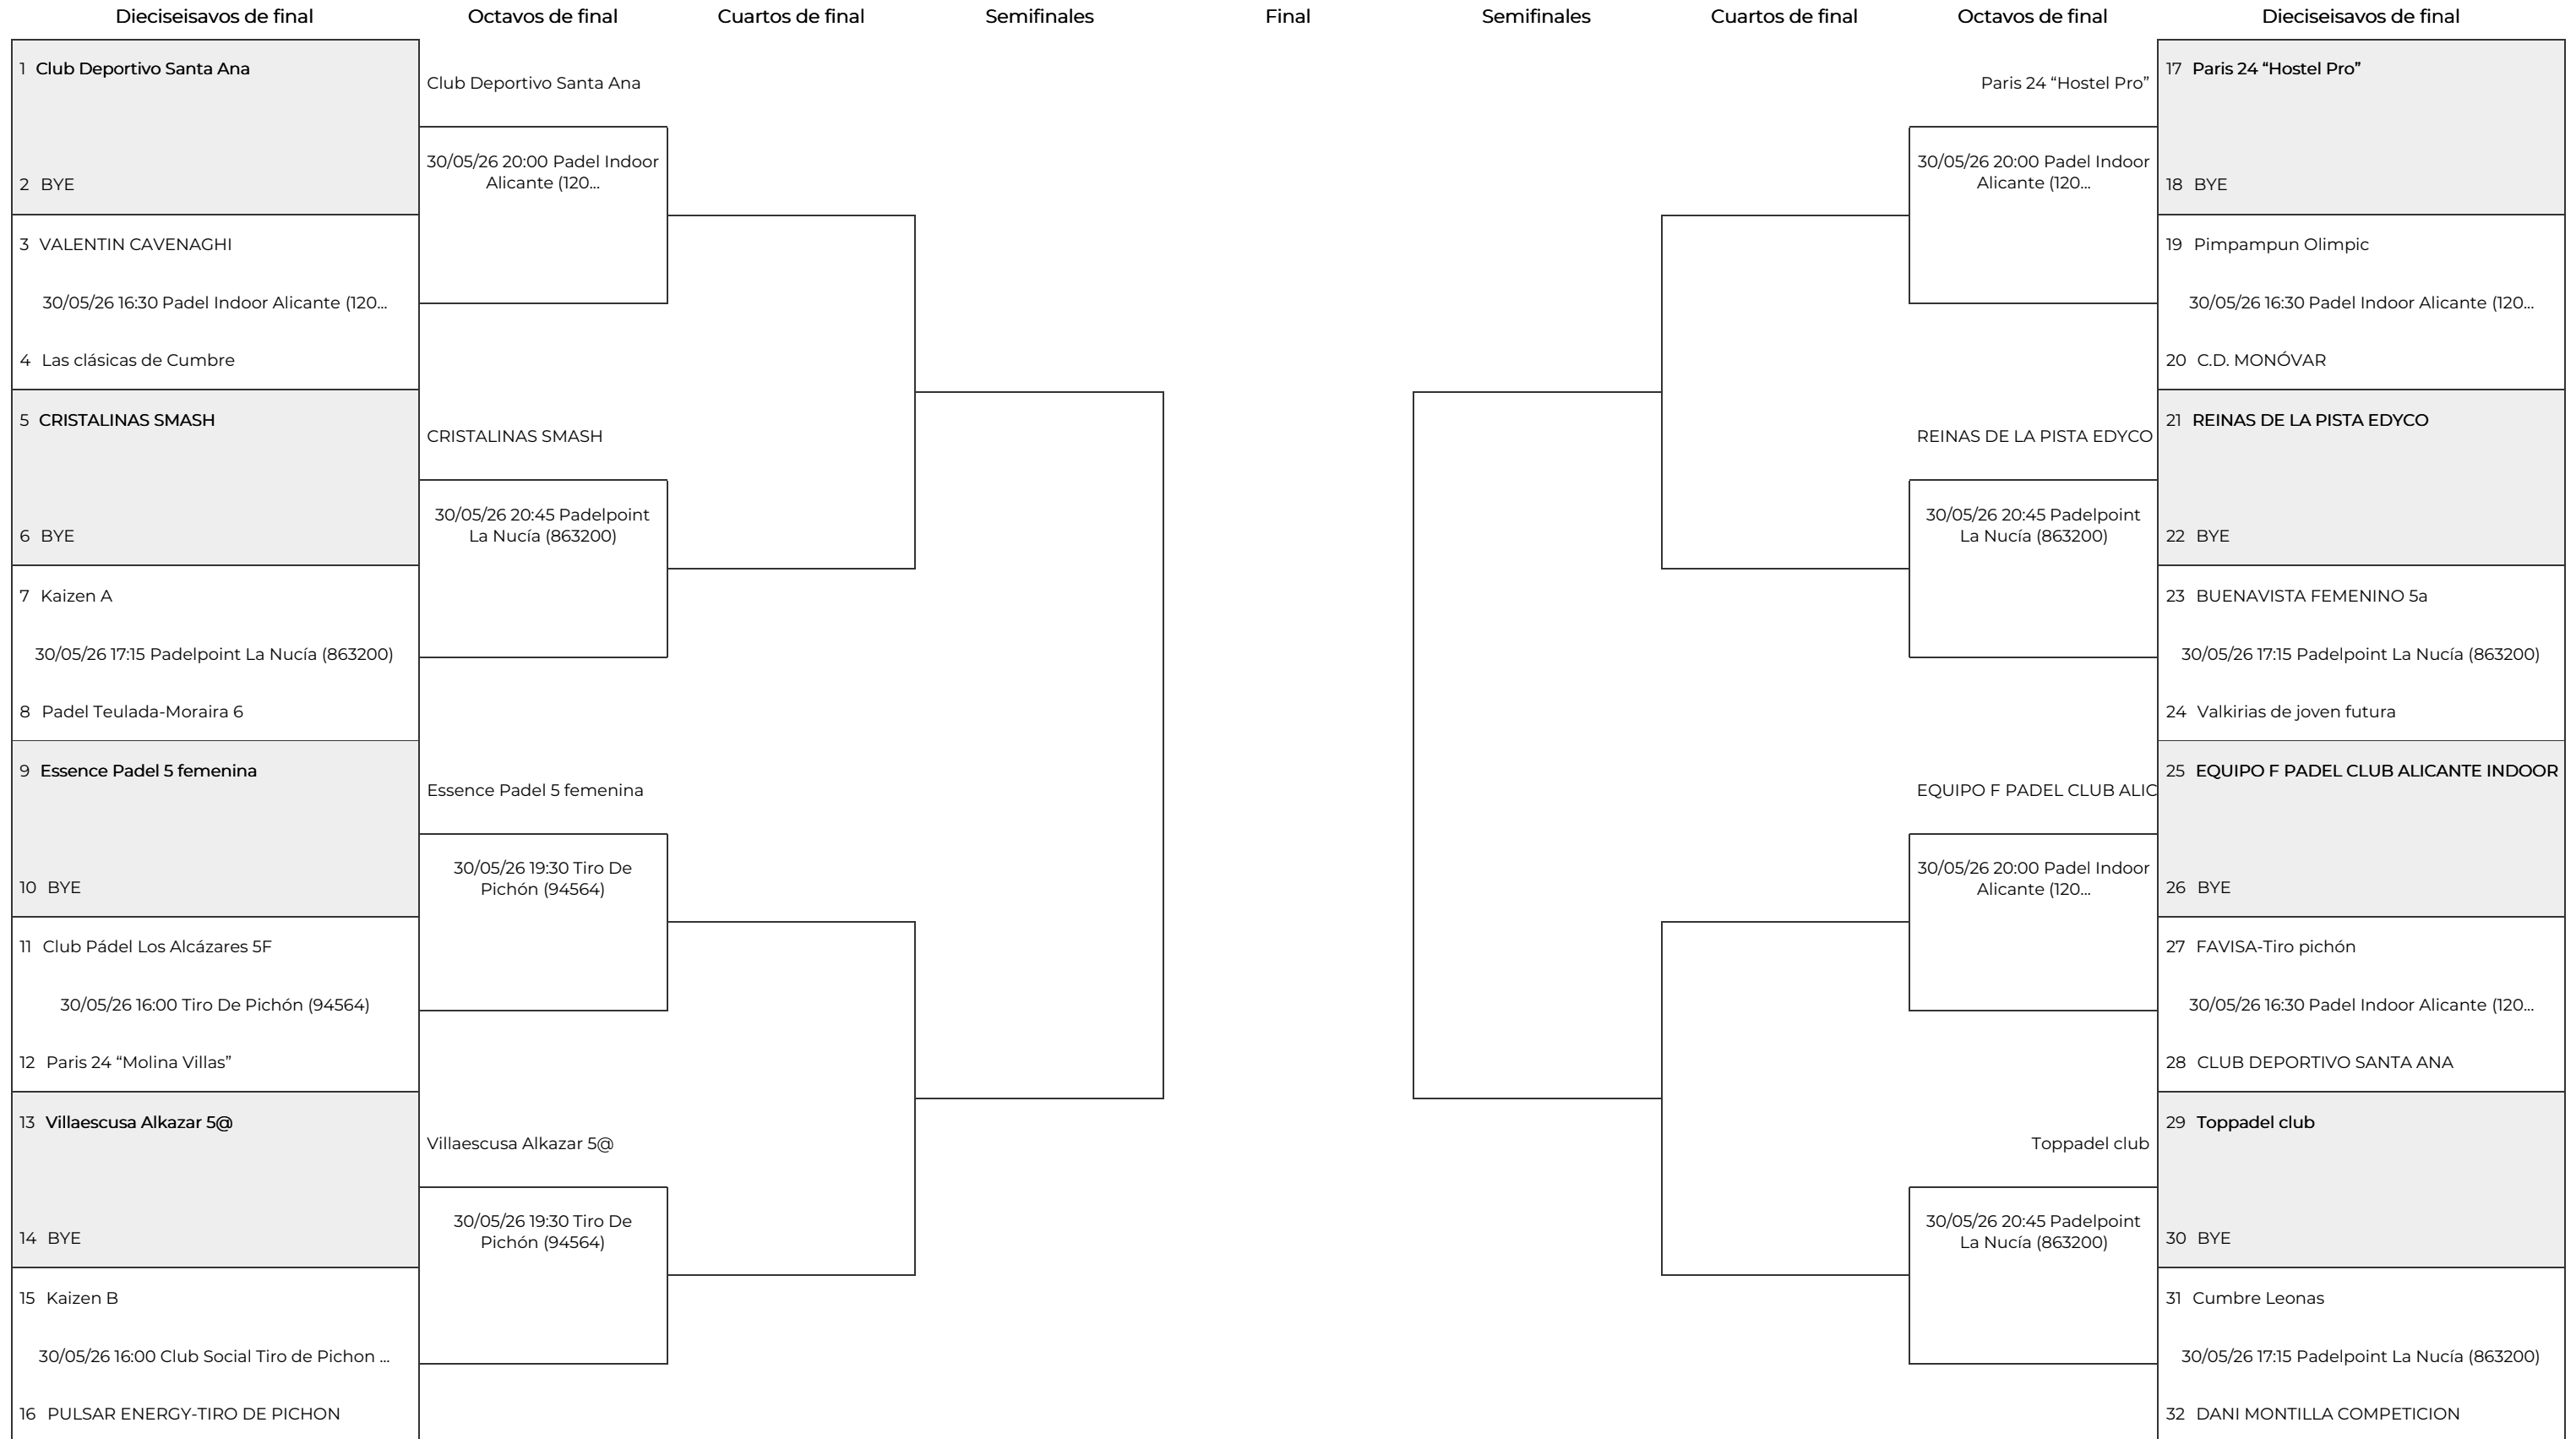 Dieciseisavos de final
Octavos de final
Cuartos de final
Semifinales
Final
Semifinales
Cuartos de final
Octavos de final
Dieciseisavos de final
1 Club Deportivo Santa Ana
2 BYE
3 VALENTIN CAVENAGHI
30/05/26 16:30 Padel Indoor Alicante (120...
4 Las clásicas de Cumbre
5 CRISTALINAS SMASH
6 BYE
7 Kaizen A
30/05/26 17:15 Padelpoint La Nucía (863200)
8 Padel Teulada-Moraira 6
9 Essence Padel 5 femenina
10 BYE
11 Club Pádel Los Alcázares 5F
30/05/26 16:00 Tiro De Pichón (94564)
12 Paris 24 “Molina Villas”
13 Villaescusa Alkazar 5@
14 BYE
15 Kaizen B
30/05/26 16:00 Club Social Tiro de Pichon ...
16 PULSAR ENERGY-TIRO DE PICHON
Club Deportivo Santa Ana
30/05/26 20:00 Padel Indoor
Alicante (120...
CRISTALINAS SMASH
30/05/26 20:45 Padelpoint
La Nucía (863200)
Essence Padel 5 femenina
30/05/26 19:30 Tiro De
Pichón (94564)
Villaescusa Alkazar 5@
30/05/26 19:30 Tiro De
Pichón (94564)
Paris 24 “Hostel Pro”
30/05/26 20:00 Padel Indoor
Alicante (120...
REINAS DE LA PISTA EDYCO
30/05/26 20:45 Padelpoint
La Nucía (863200)
EQUIPO F PADEL CLUB ALIC
30/05/26 20:00 Padel Indoor
Alicante (120...
Toppadel club
30/05/26 20:45 Padelpoint
La Nucía (863200)
17 Paris 24 “Hostel Pro”
18 BYE
19 Pimpampun Olimpic
30/05/26 16:30 Padel Indoor Alicante (120...
20 C.D. MONÓVAR
21 REINAS DE LA PISTA EDYCO
22 BYE
23 BUENAVISTA FEMENINO 5a
30/05/26 17:15 Padelpoint La Nucía (863200)
24 Valkirias de joven futura
25 EQUIPO F PADEL CLUB ALICANTE INDOOR
26 BYE
27 FAVISA-Tiro pichón
30/05/26 16:30 Padel Indoor Alicante (120...
28 CLUB DEPORTIVO SANTA ANA
29 Toppadel club
30 BYE
31 Cumbre Leonas
30/05/26 17:15 Padelpoint La Nucía (863200)
32 DANI MONTILLA COMPETICION